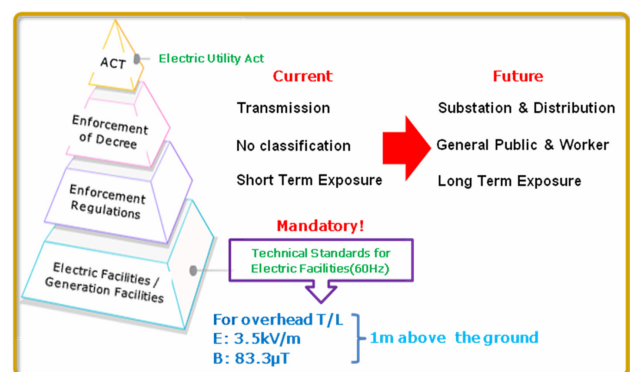 ACT
Electric Utility Act
Enforcement
of Decree
Enforcement
Regulations
Electric Facilities /
Generation Facilities
Current
Future
Transmission
Substation & Distribution
No classification
General Public & Worker
Short Term Exposure
Long Term Exposure
Mandatory!
Technical Standards for
Electric Facilities(60Hz)
For overhead T/L
E: 3.5kV/m
B: 83.3μT
1m above the ground